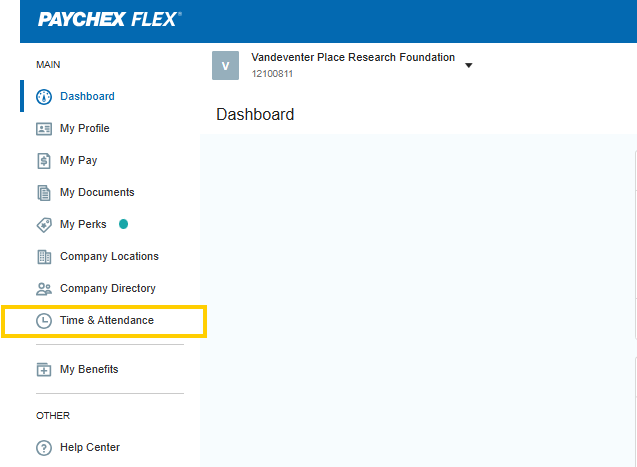 PAYCHEX FLEX®
MAIN
V
Vandeventer Place Research Foundation
12100811
Dashboard
Dashboard
My Profile
My Pay
My Documents
My Perks
Company Locations
Company Directory
Time & Attendance
My Benefits
OTHER
Help Center